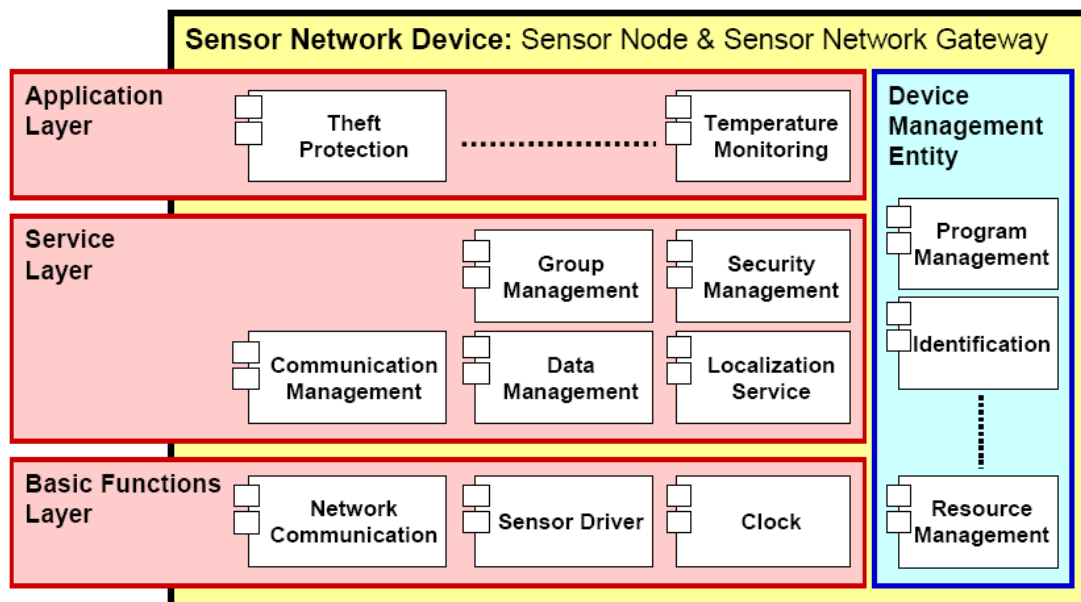 Sensor Network Device: Sensor Node & Sensor Network Gateway
Application
Layer
Theft
Protection
Temperature
Monitoring
Service
Layer
Group
Management
Security
Management
Communication
Management
Data
Management
Localization
Service
Basic Functions
Layer
Network
Communication
Sensor Driver
Clock
Device
Management
Entity
Program
Management
Identification
Resource
Management